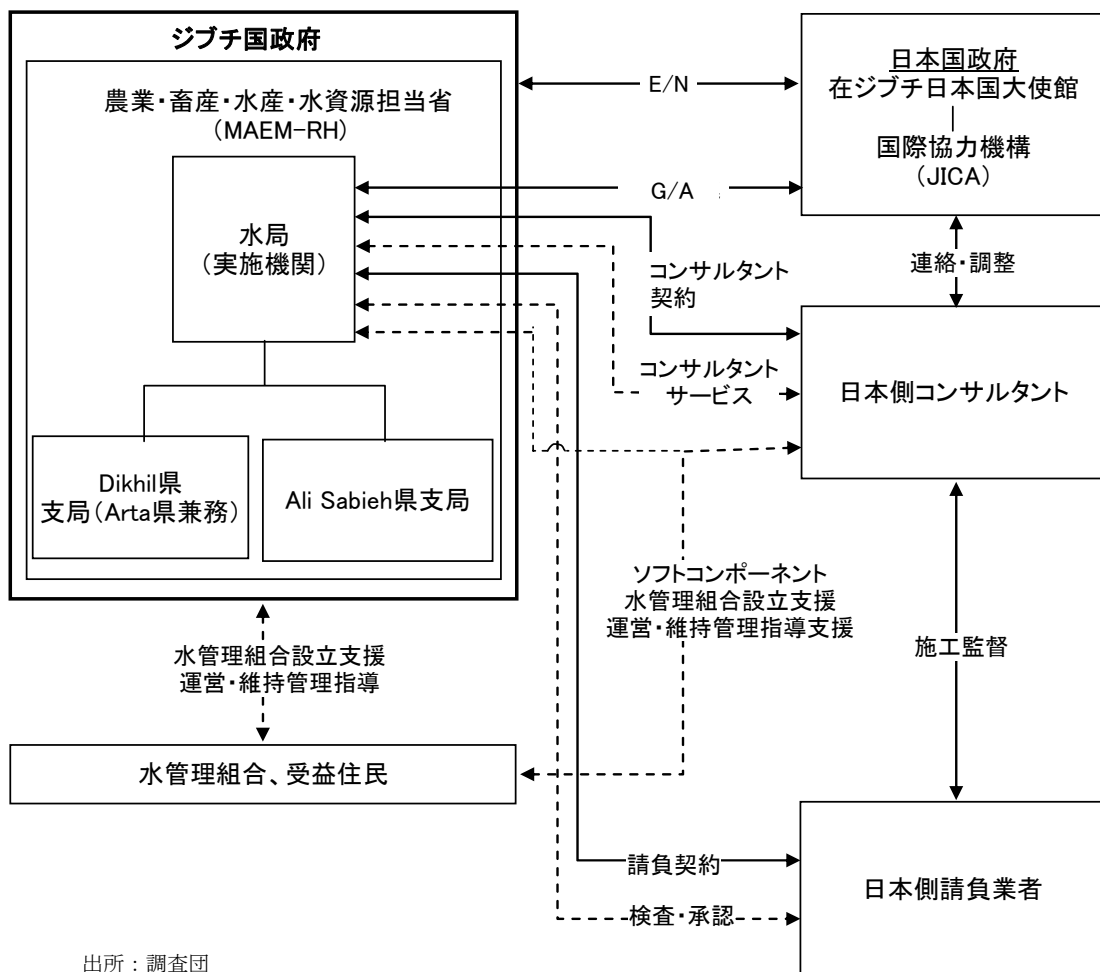 ジブチ国政府
農業・畜産・水産・水資源担当省
(MAEM-RH)
水局
(実施機関)
Dikhil県
支局(Arta県兼務)
Ali Sabieh県支局
E/N
G/A
日本国政府
在ジブチ日本国大使館
国際協力機構
(JICA)
連絡・調整
コンサルタント
契約
コンサルタント
サービス
日本側コンサルタント
ソフトコンポーネント
水管理組合設立支援
運営・維持管理指導支援
施工監督
水管理組合設立支援
運営・維持管理指導
水管理組合、受益住民
請負契約
検査・承認
日本側請負業者
出所：調査団